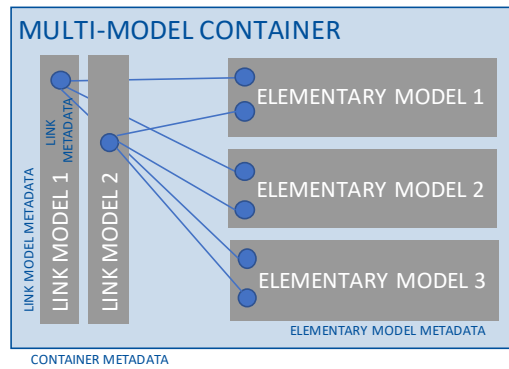 MULTI-MODEL CONTAINER
LINK MODEL METADATA
LINK MODEL 1
LINK
METADATA
LINK MODEL 2
ELEMENTARY MODEL 1
ELEMENTARY MODEL 2
ELEMENTARY MODEL 3
ELEMENTARY MODEL METADATA
CONTAINER METADATA